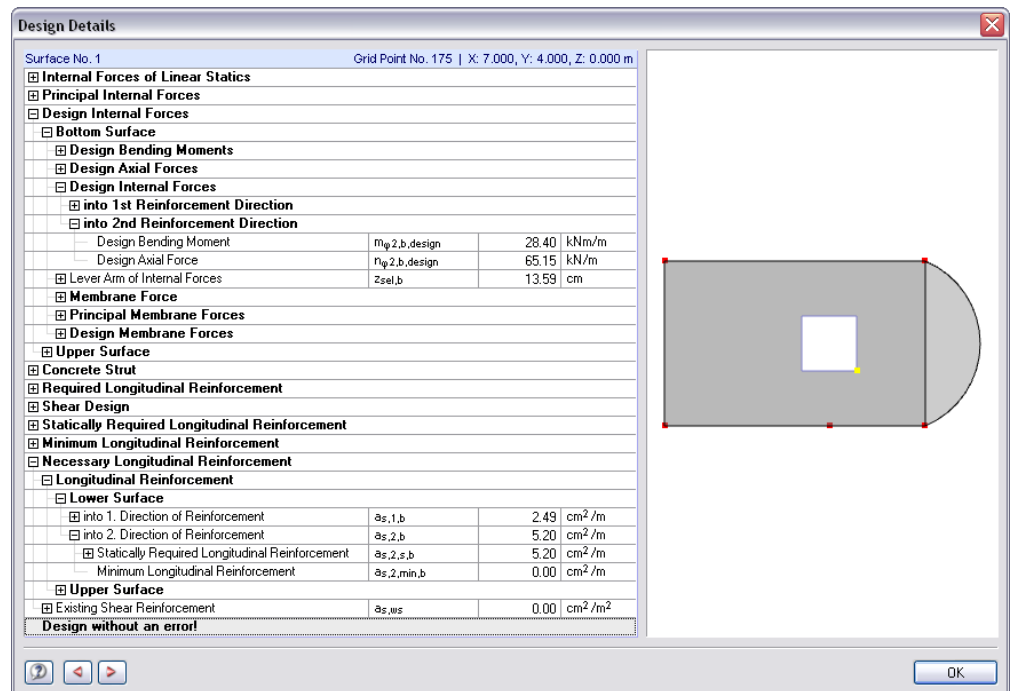 Design Details
Surface No. 1 Grid Point No. 175 | X: 7.000, Y: 4.000, Z: 0.000 m
Internal Forces of Linear Statics
Principal Internal Forces
Design Internal Forces
Bottom Surface
Design Bending Moments
Design Axial Forces
Design Internal Forces
into 1st Reinforcement Direction
into 2nd Reinforcement Direction
Design Bending Moment mφ2,b,design 28.40 kNm/m
Design Axial Force nφ2,b,design 65.15 kN/m
Lever Arm of Internal Forces zsel,b 13.59 cm
Membrane Force
Principal Membrane Forces
Design Membrane Forces
Upper Surface
Concrete Strut
Required Longitudinal Reinforcement
Shear Design
Statically Required Longitudinal Reinforcement
Minimum Longitudinal Reinforcement
Necessary Longitudinal Reinforcement
Longitudinal Reinforcement
Lower Surface
into 1. Direction of Reinforcement as,1,b 2.49 cm²/m
into 2. Direction of Reinforcement as,2,b 5.20 cm²/m
Statically Required Longitudinal Reinforcement as,2,s,b 5.20 cm²/m
Minimum Longitudinal Reinforcement as,2,min,b 0.00 cm²/m
Upper Surface
Existing Shear Reinforcement as,ws 0.00 cm²/m²
Design without an error!
OK